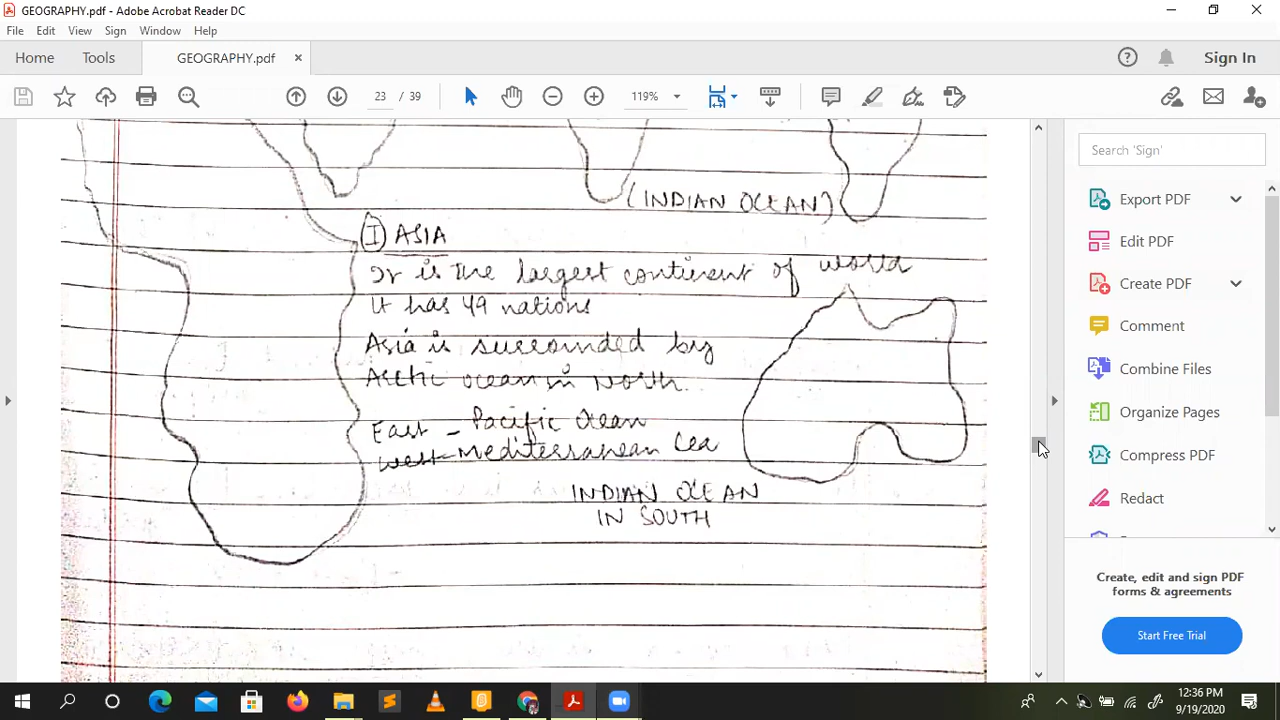 GEOGRAPHY.pdf - Adobe Acrobat Reader DC
File Edit View Sign Window Help
Home Tools GEOGRAPHY.pdf × Sign In
23 / 39 119%
(INDIAN OCEAN)
I ASIA
It is the largest continent of world
It has 49 nations
Asia is surrounded by
Arctic ocean in North.
East - Pacific Ocean
West - Mediterranean Sea
INDIAN OCEAN
IN SOUTH
Search 'Sign'
Export PDF
Edit PDF
Create PDF
Comment
Combine Files
Organize Pages
Compress PDF
Redact
Create, edit and sign PDF
forms & agreements
Start Free Trial
12:36 PM
9/19/2020